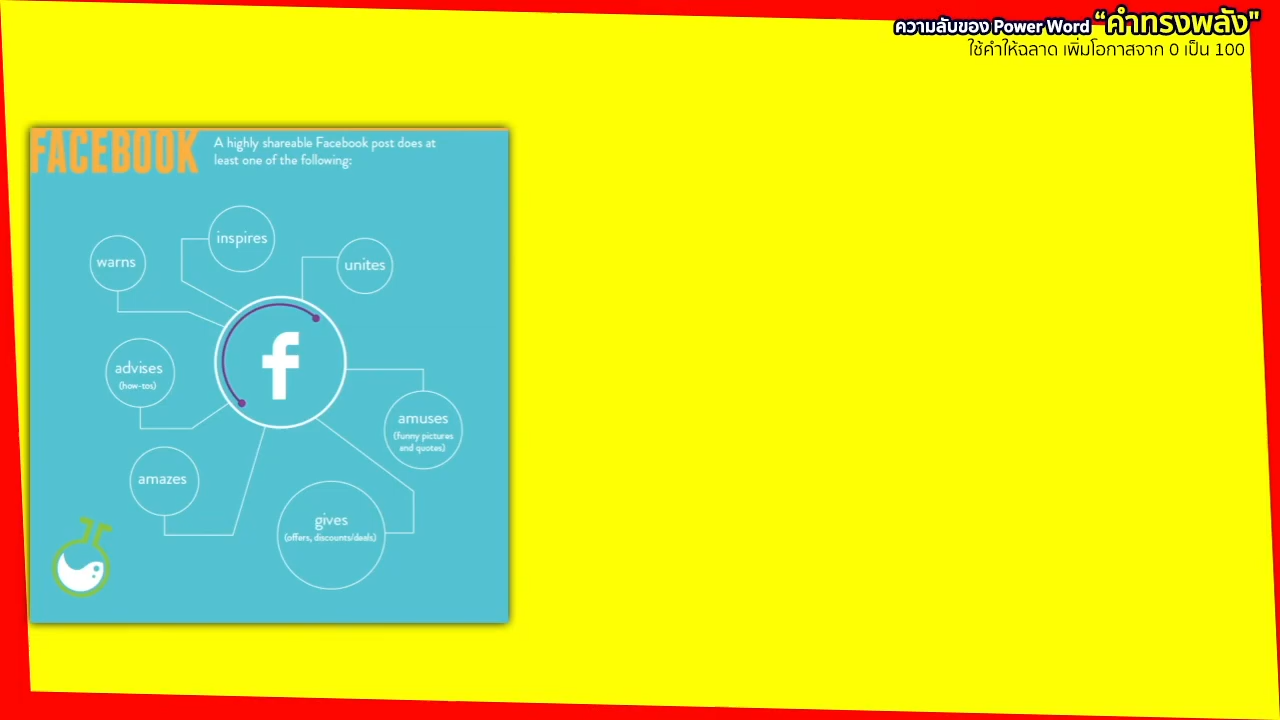 ความลับของ Power Word “คำทรงพลัง"
ใช้คำให้ฉลาด เพิ่มโอกาสจาก 0 เป็น 100
FACEBOOK
A highly shareable Facebook post does at
least one of the following:
inspires
warns
unites
advises
(how-tos)
amuses
(funny pictures
and quotes)
amazes
gives
(offers, discounts/deals)